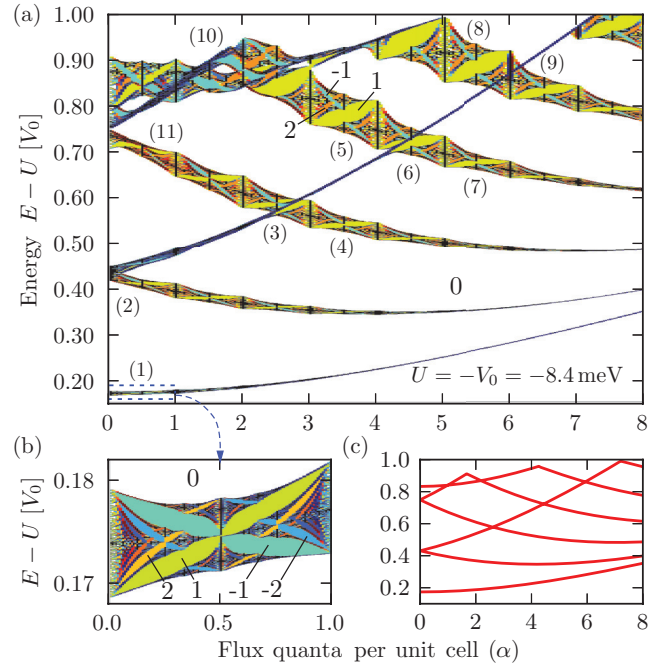 (a)
1.00
0.90
0.80
0.70
0.60
0.50
0.40
0.30
0.20
Energy E − U [V₀]
(10)
(8)
(9)
-1
1
2
(11)
(5)
(6)
(7)
(3)
(4)
0
(2)
(1)
U = −V₀ = −8.4 meV
0 1 2 3 4 5 6 7 8
(b)
0.18
0.17
E − U [V₀]
0
2 1 -1 -2
0.0 0.5 1.0
(c)
1.0
0.8
0.6
0.4
0.2
0 2 4 6 8
Flux quanta per unit cell (α)